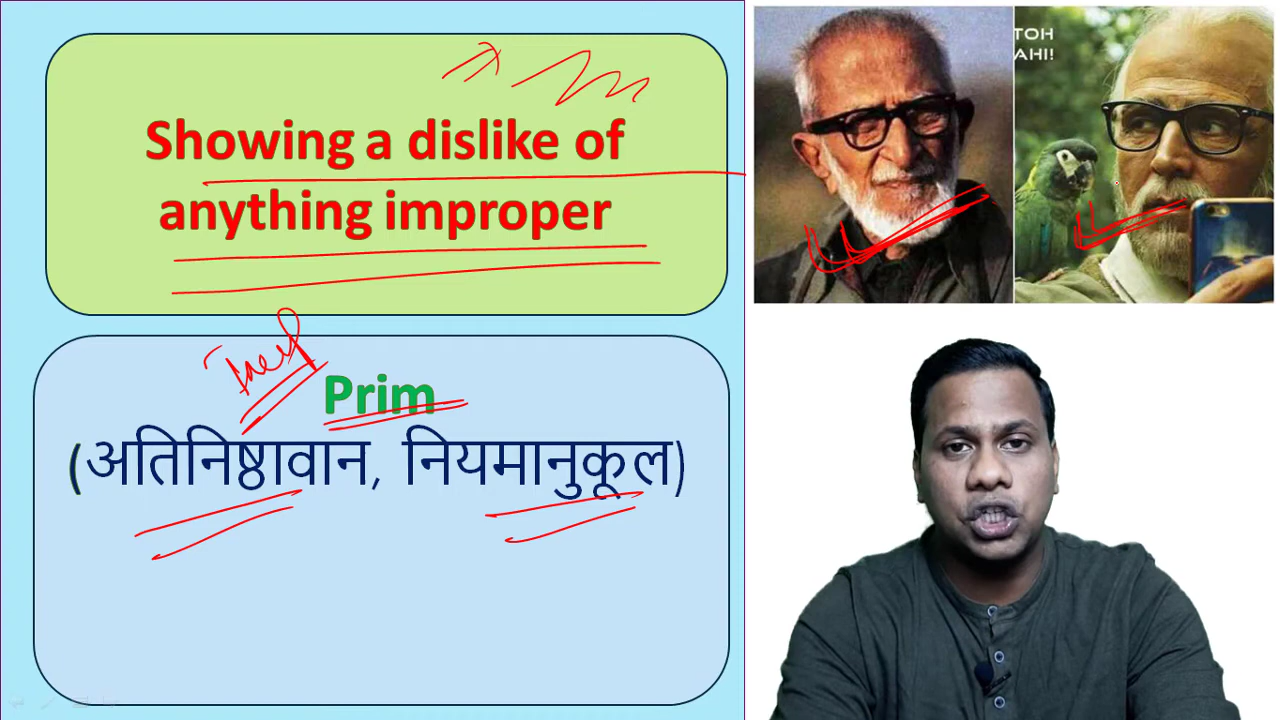 Showing a dislike of
anything improper
Prim
(अतिनिष्ठावान, नियमानुकूल)
TOH
AHI!